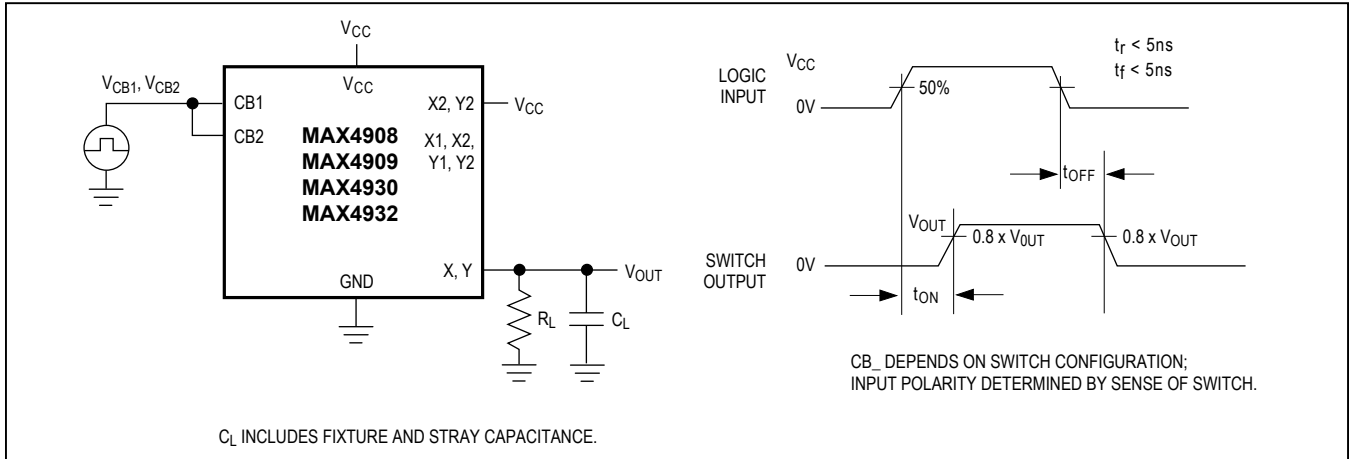 VCC
VCB1, VCB2
VCC
CB1
X2, Y2
VCC
CB2
MAX4908
X1, X2,
MAX4909
Y1, Y2
MAX4930
MAX4932
X, Y
VOUT
GND
RL
CL
CL INCLUDES FIXTURE AND STRAY CAPACITANCE.
tr < 5ns
tf < 5ns
LOGIC
INPUT
VCC
50%
0V
tOFF
VOUT
0.8 x V0UT
0.8 x VOUT
SWITCH
OUTPUT
0V
tON
CB_ DEPENDS ON SWITCH CONFIGURATION;
INPUT POLARITY DETERMINED BY SENSE OF SWITCH.